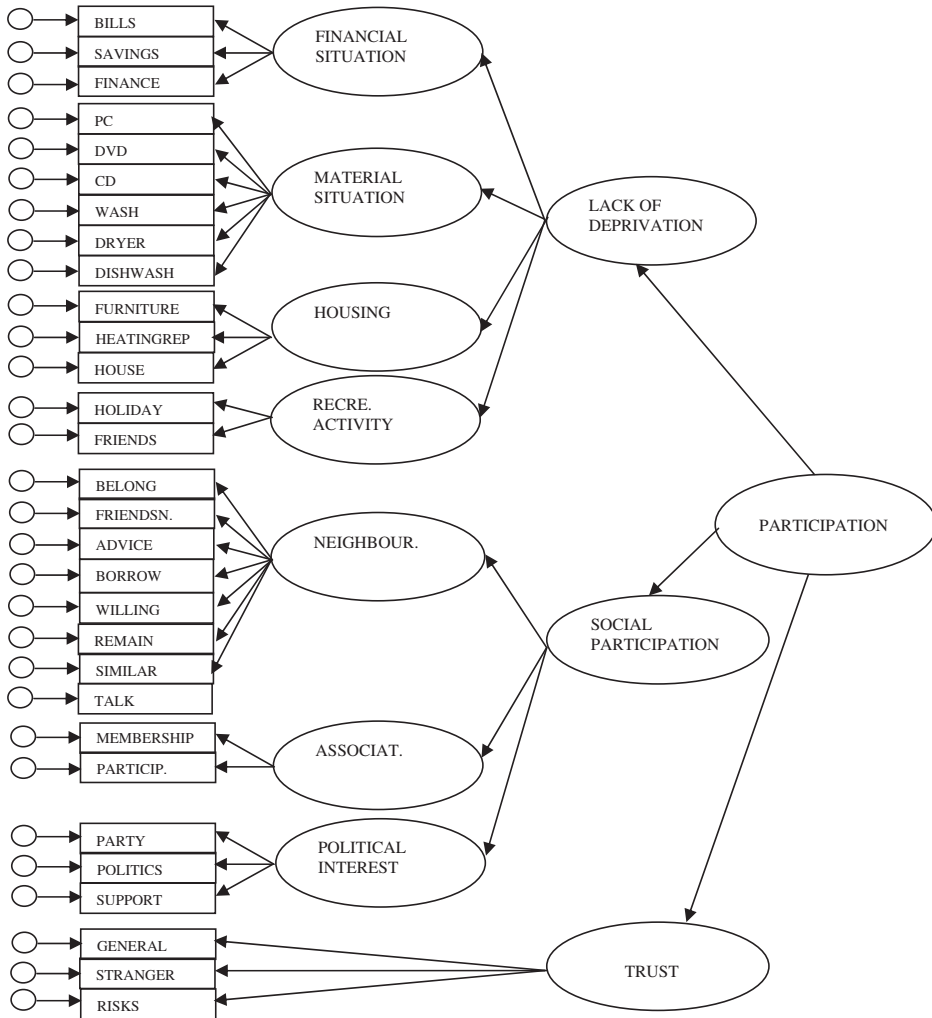 BILLS
SAVINGS
FINANCE
FINANCIAL
SITUATION
PC
DVD
CD
WASH
DRYER
DISHWASH
MATERIAL
SITUATION
LACK OF
DEPRIVATION
FURNITURE
HEATINGREP
HOUSE
HOUSING
HOLIDAY
FRIENDS
RECRE.
ACTIVITY
BELONG
FRIENDSN.
ADVICE
BORROW
WILLING
REMAIN
SIMILAR
TALK
NEIGHBOUR.
PARTICIPATION
SOCIAL
PARTICIPATION
MEMBERSHIP
PARTICIP.
ASSOCIAT.
PARTY
POLITICS
SUPPORT
POLITICAL
INTEREST
GENERAL
STRANGER
RISKS
TRUST